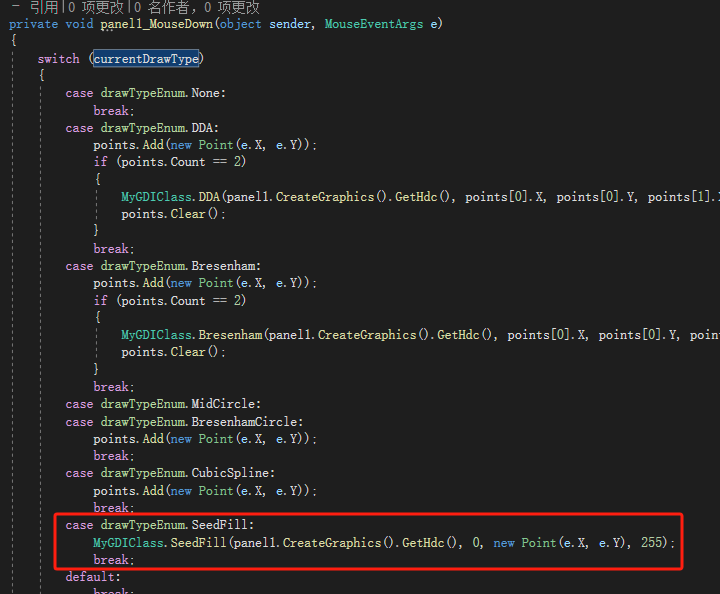 引用|0 项更改|0 名作者, 0 项更改
private void panel1_MouseDown(object sender, MouseEventArgs e)
{
switch (currentDrawType)
{
case drawTypeEnum.None:
break;
case drawTypeEnum.DDA:
points.Add(new Point(e.X, e.Y));
if (points.Count == 2)
{
MyGDIClass.DDA(panel1.CreateGraphics().GetHdc(), points[0].X, points[0].Y, points[1].
points.Clear();
}
break;
case drawTypeEnum.Bresenham:
points.Add(new Point(e.X, e.Y));
if (points.Count == 2)
{
MyGDIClass.Bresenham(panel1.CreateGraphics().GetHdc(), points[0].X, points[0].Y, poin
points.Clear();
}
break;
case drawTypeEnum.MidCircle:
case drawTypeEnum.BresenhamCircle:
points.Add(new Point(e.X, e.Y));
break;
case drawTypeEnum.CubicSpline:
points.Add(new Point(e.X, e.Y));
break;
case drawTypeEnum.SeedFill:
MyGDIClass.SeedFill(panel1.CreateGraphics().GetHdc(), 0, new Point(e.X, e.Y), 255);
break;
default:
break;